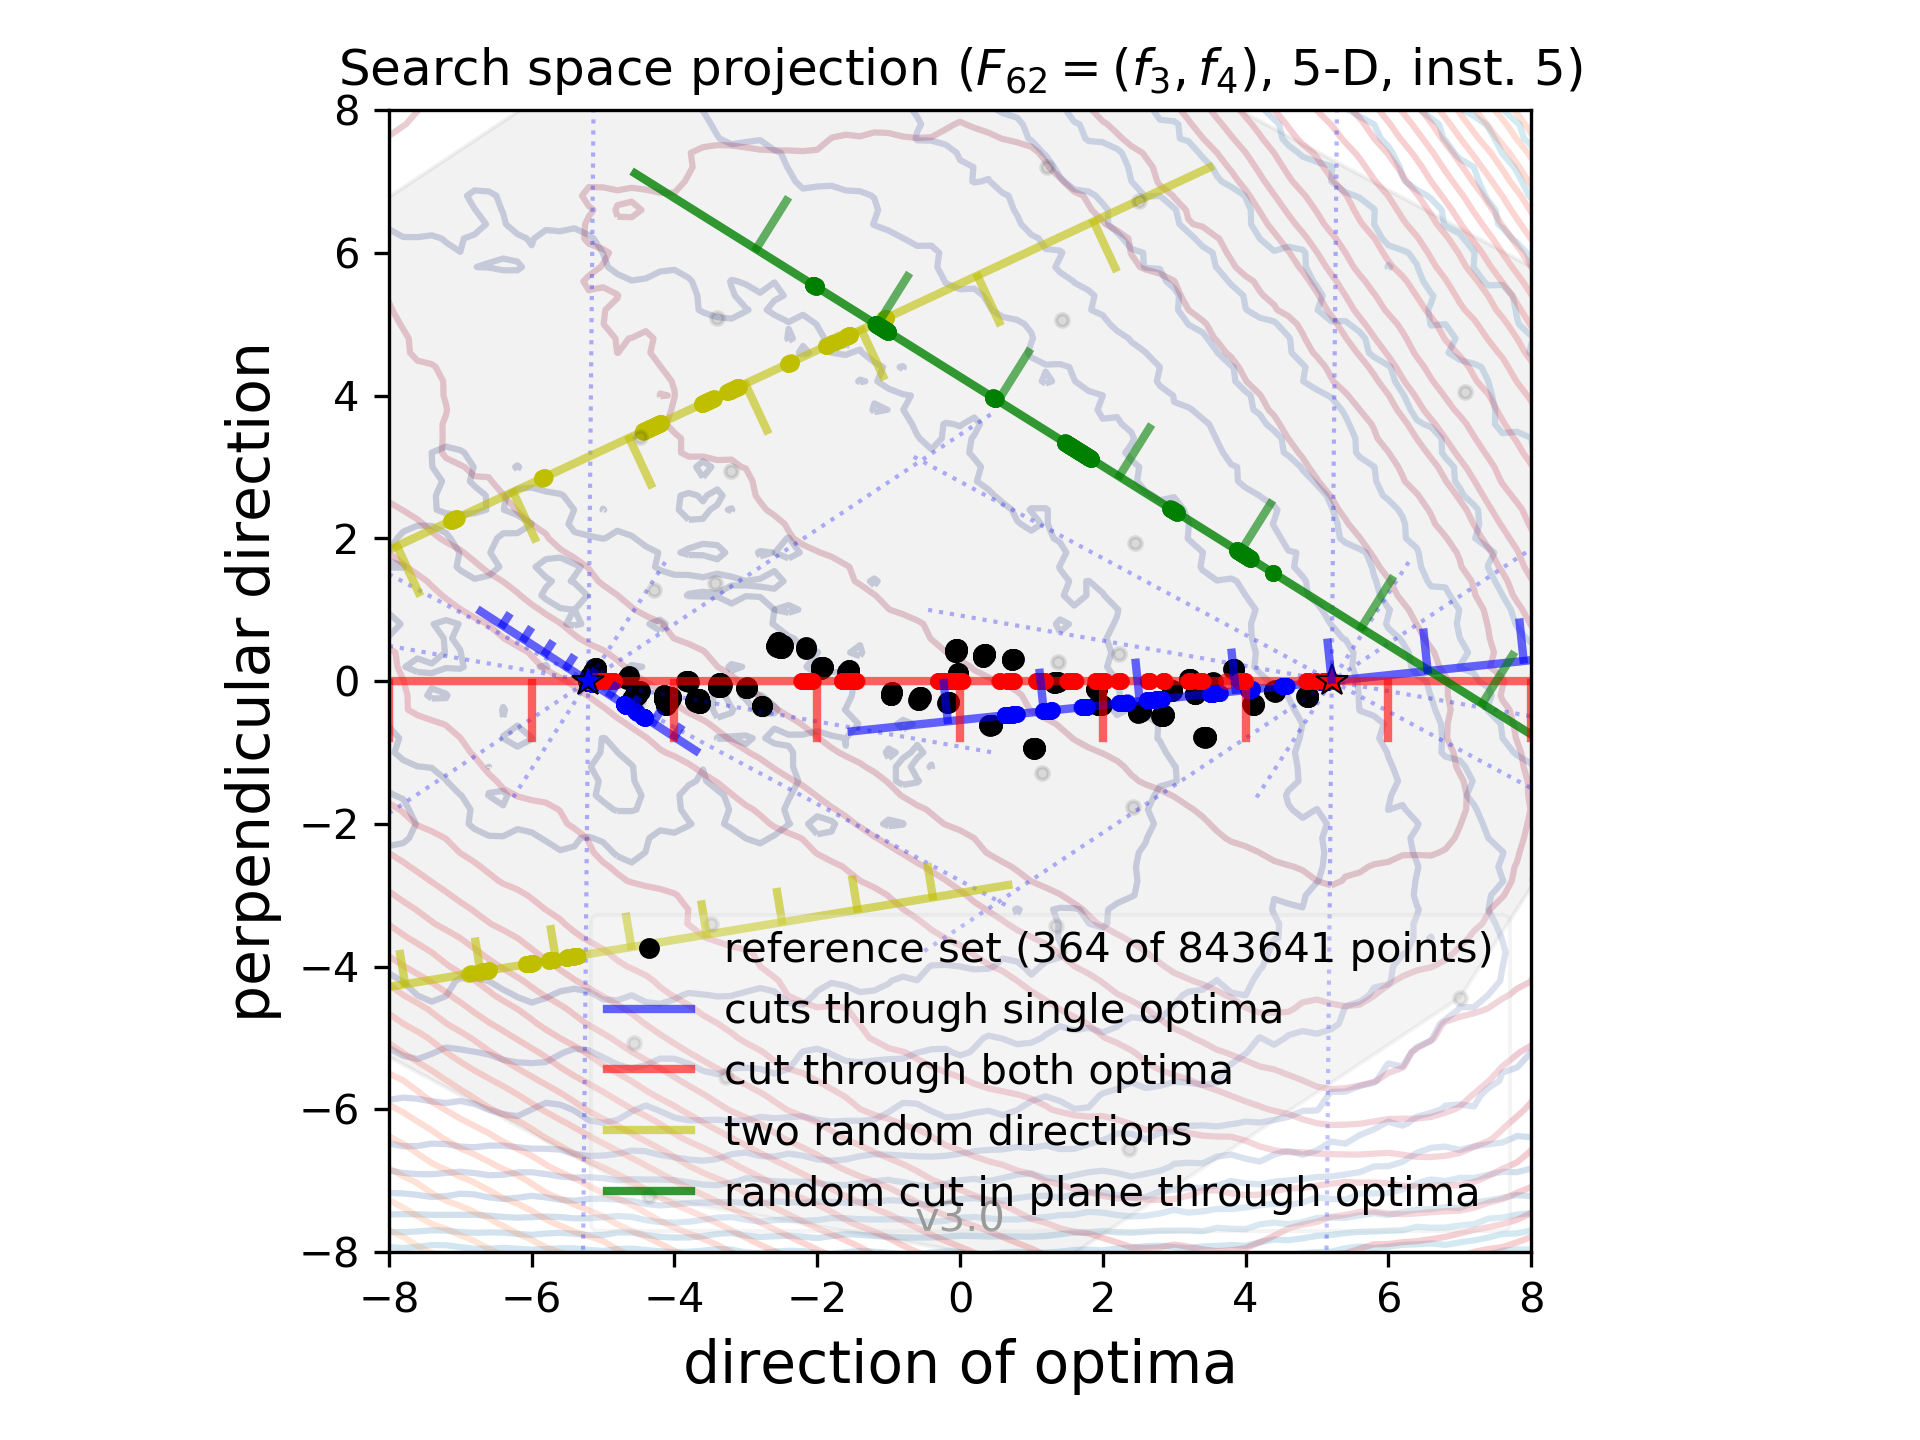 Search space projection (F₆₂ = (f₃, f₄), 5-D, inst. 5)
8
6
4
2
0
−2
−4
−6
−8
perpendicular direction
reference set (364 of 843641 points)
cuts through single optima
cut through both optima
two random directions
random cut in plane through optima
v3.0
−8 −6 −4 −2 0 2 4 6 8
direction of optima